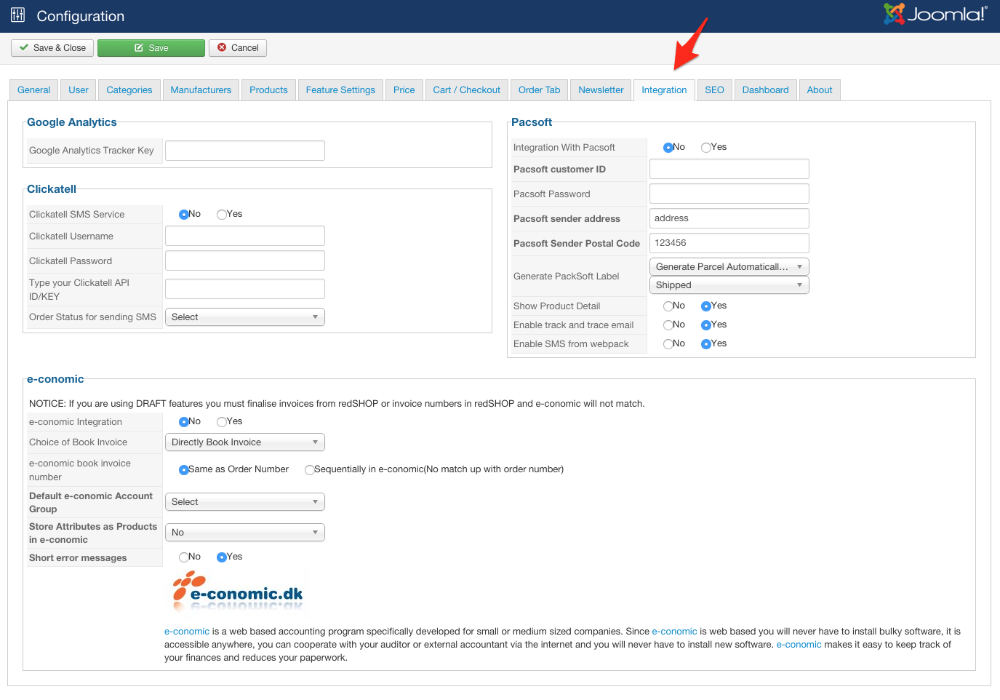 Configuration
Joomla!®
Save & Close
Save
Cancel
General
User
Categories
Manufacturers
Products
Feature Settings
Price
Cart / Checkout
Order Tab
Newsletter
Integration
SEO
Dashboard
About
Google Analytics
Google Analytics Tracker Key
Clickatell
Clickatell SMS Service
No Yes
Clickatell Username
Clickatell Password
Type your Clickatell API
ID/KEY
Order Status for sending SMS
Select
Pacsoft
Integration With Pacsoft
No Yes
Pacsoft customer ID
Pacsoft Password
Pacsoft sender address
address
Pacsoft Sender Postal Code
123456
Generate PackSoft Label
Generate Parcel Automaticall...
Shipped
Show Product Detail
No Yes
Enable track and trace email
No Yes
Enable SMS from webpack
No Yes
e-conomic
NOTICE: If you are using DRAFT features you must finalise invoices from redSHOP or invoice numbers in redSHOP and e-conomic will not match.
e-conomic Integration
No Yes
Choice of Book Invoice
Directly Book Invoice
e-conomic book invoice
number
Same as Order Number Sequentially in e-conomic(No match up with order number)
Default e-conomic Account
Group
Select
Store Attributes as Products
in e-conomic
No
Short error messages
No Yes
e-conomic.dk
e-conomic is a web based accounting program specifically developed for small or medium sized companies. Since e-conomic is web based you will never have to install bulky software, it is
accessible anywhere, you can cooperate with your auditor or external accountant via the internet and you will never have to install new software. e-conomic makes it easy to keep track of
your finances and reduces your paperwork.